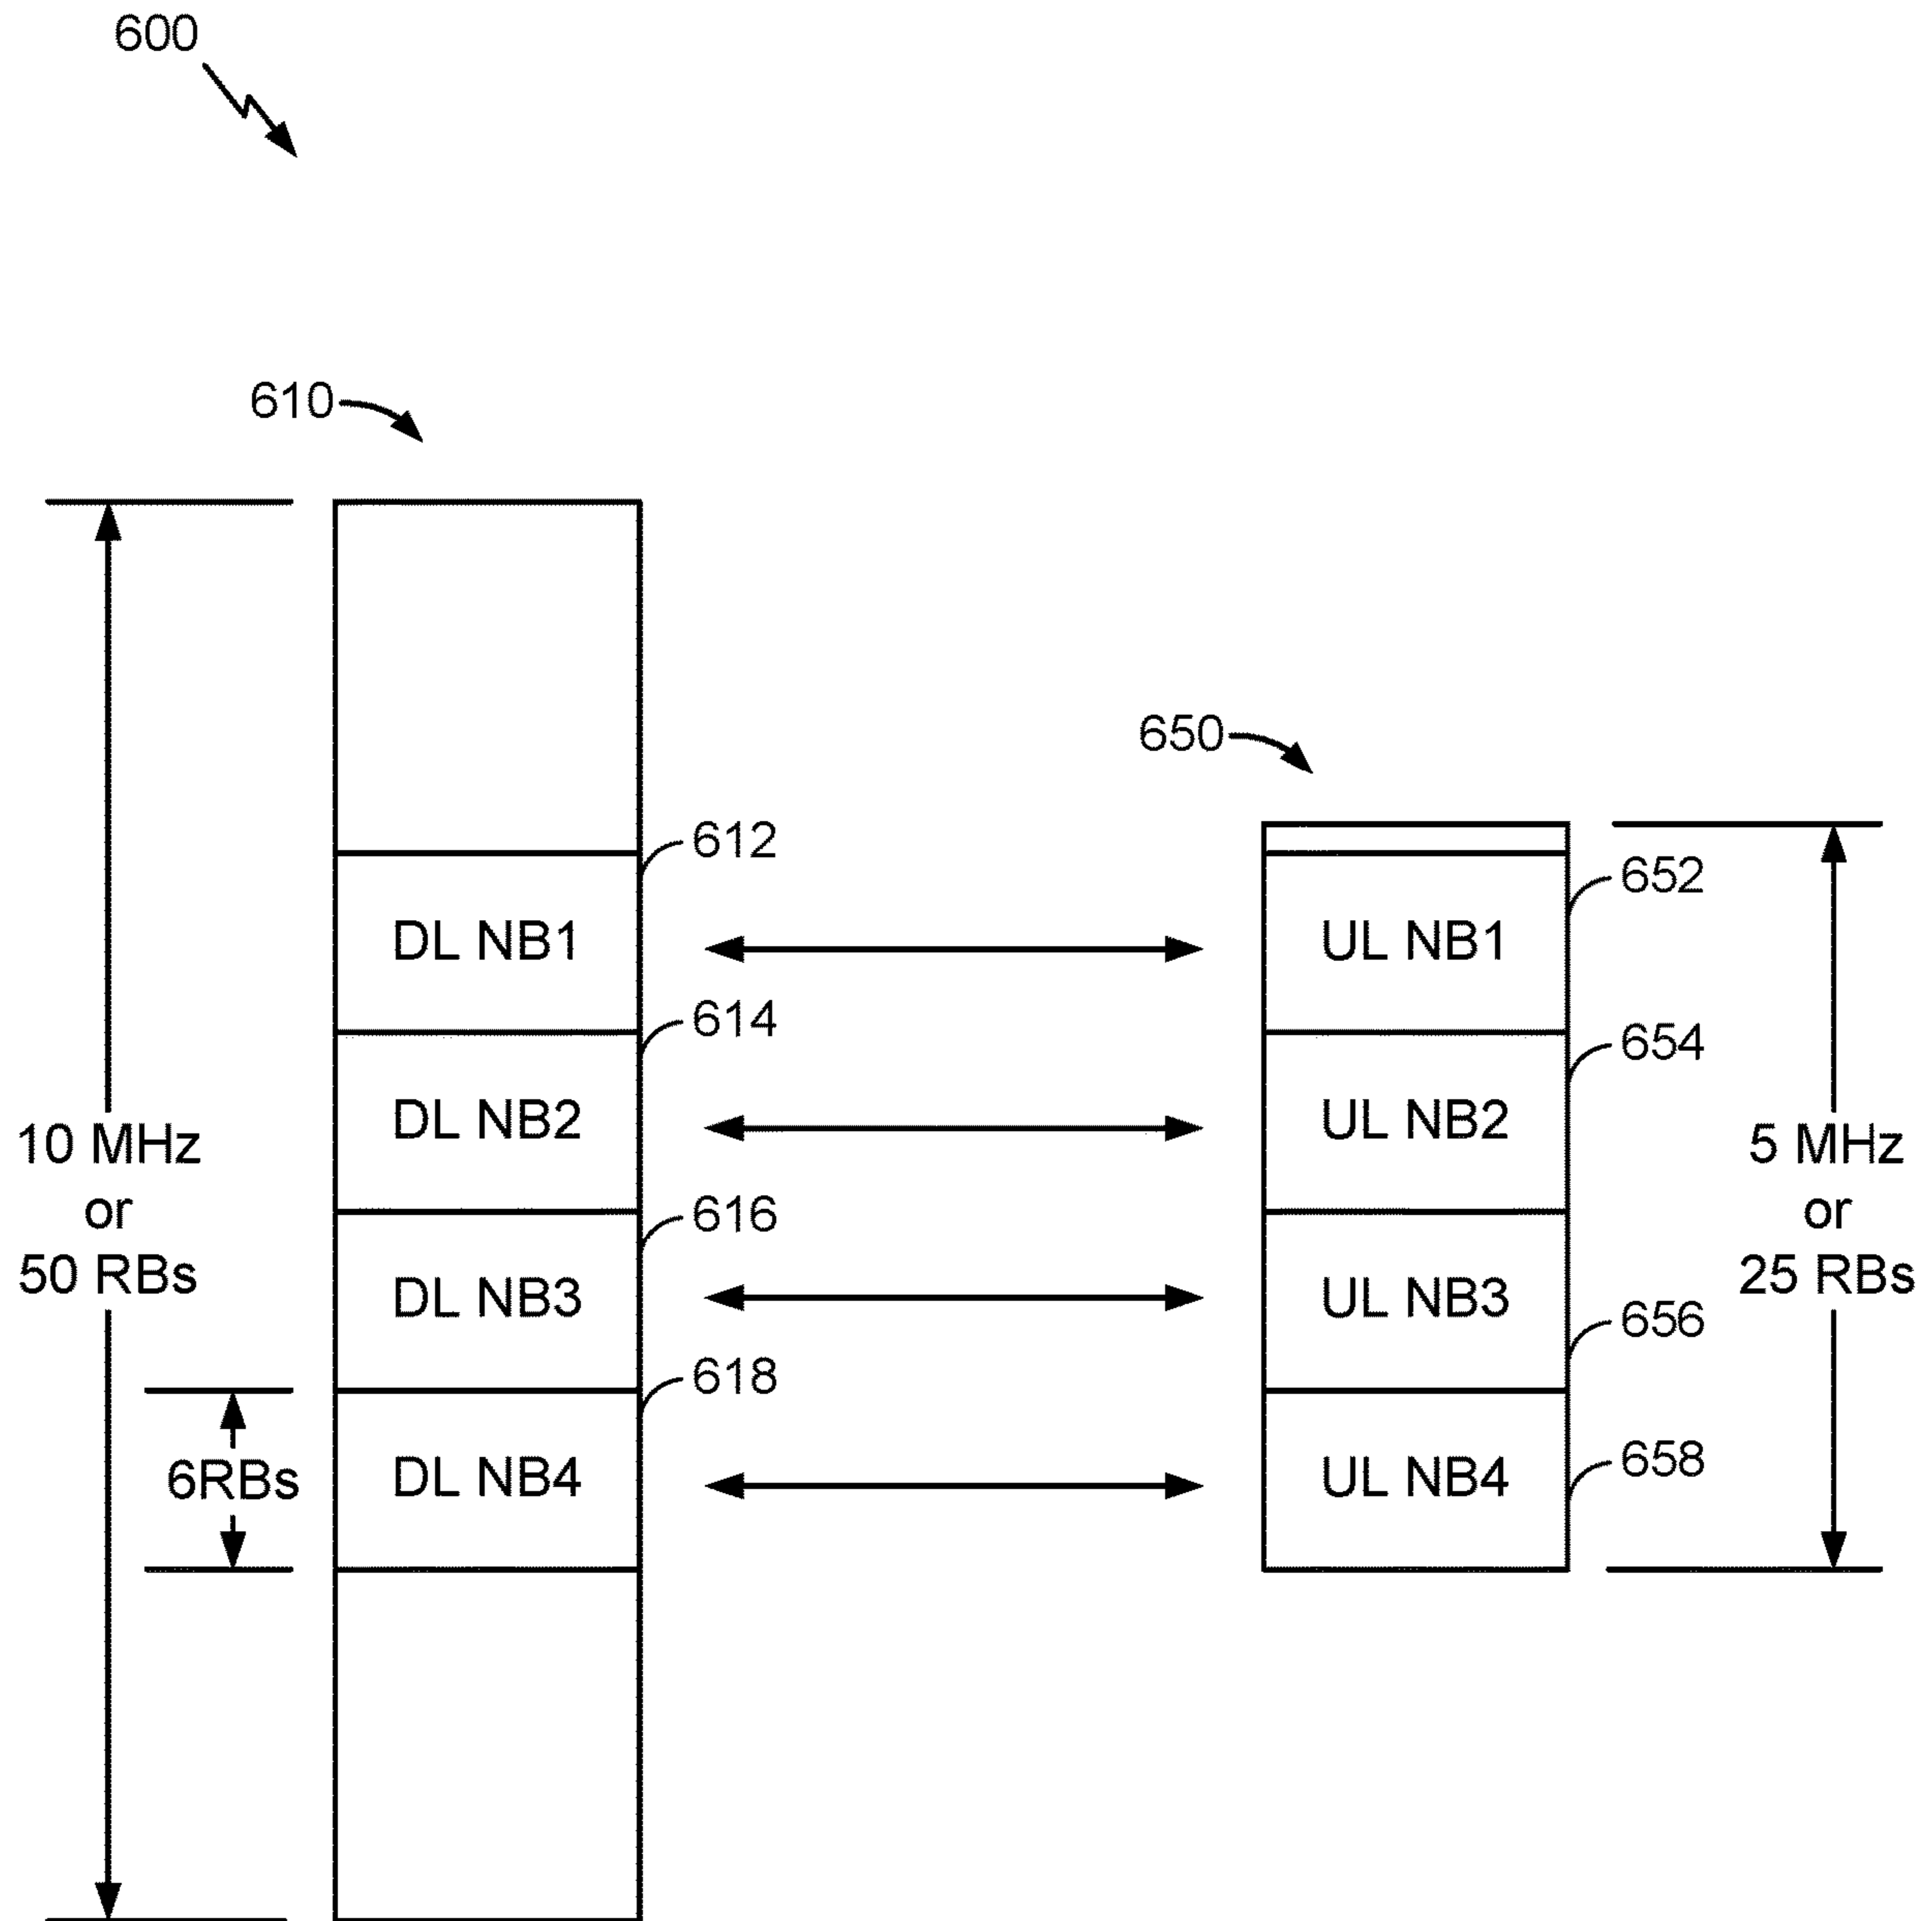 600
610
650
612
652
DL NB1
UL NB1
614
654
DL NB2
UL NB2
10 MHz
or
50 RBs
5 MHz
or
25 RBs
616
656
DL NB3
UL NB3
618
658
6RBs
DL NB4
UL NB4